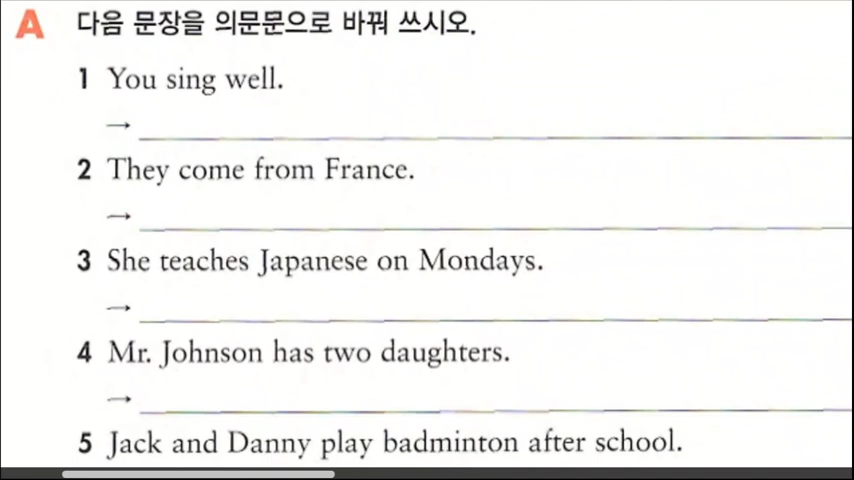 A 다음 문장을 의문문으로 바꿔 쓰시오.
1 You sing well.
→
2 They come from France.
→
3 She teaches Japanese on Mondays.
→
4 Mr. Johnson has two daughters.
→
5 Jack and Danny play badminton after school.